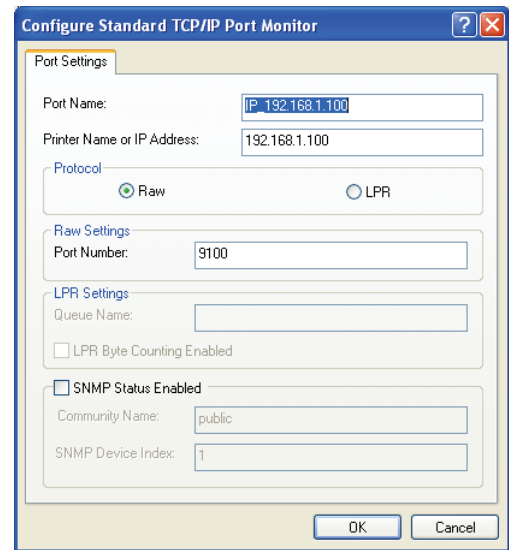 Configure Standard TCP/IP Port Monitor
Port Settings
Port Name: IP_192.168.1.100
Printer Name or IP Address: 192.168.1.100
Protocol
Raw LPR
Raw Settings
Port Number: 9100
LPR Settings
Queue Name:
LPR Byte Counting Enabled
SNMP Status Enabled
Community Name: public
SNMP Device Index: 1
OK Cancel